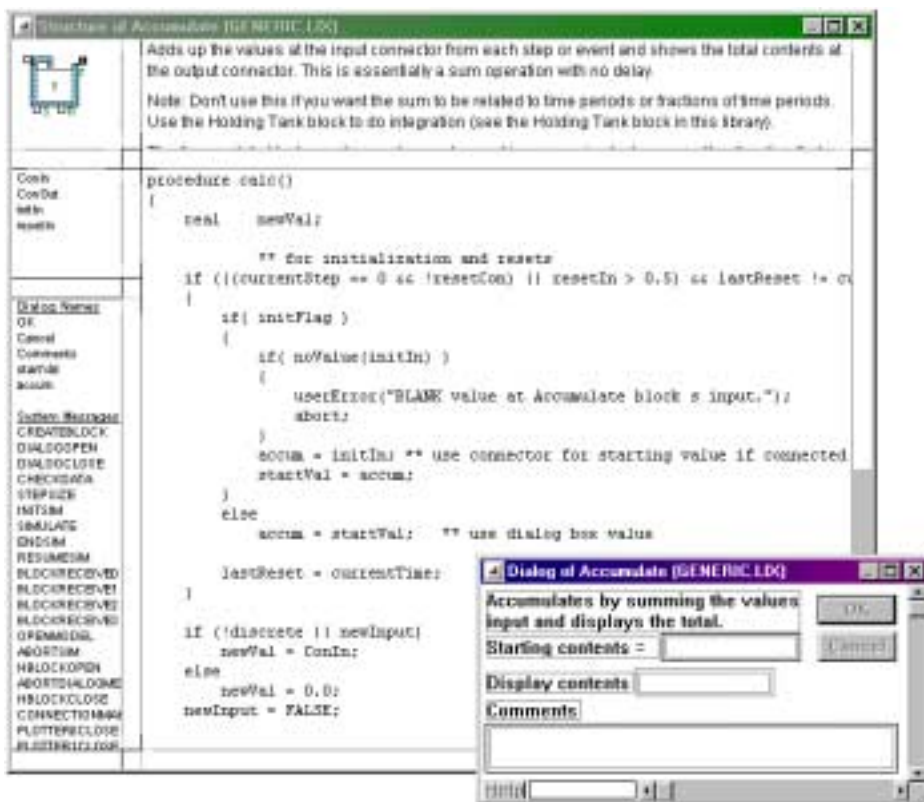 Structure of Accumulate (GENERIC.LIX)
Adds up the values at the input connector from each step or event and shows the total contents at
the output connector. This is essentially a sum operation with no delay.
Note: Don't use this if you want the sum to be related to time periods or fractions of time periods.
Use the Holding Tank block to do integration (see the Holding Tank block in this library).
ConIn
ConOut
initIn
resetIn
procedure calc()
{
real newVal;
** for initialization and resets
if (((currentStep == 0 && !resetCon) || resetIn > 0.5) && lastReset != cu
{
if( initFlag )
{
if( noValue(initIn) )
{
userError("BLANK value at Accumulate block s input.");
abort;
}
accum = initIn; ** use connector for starting value if connected
startVal = accum;
}
else
accum = startVal; ** use dialog box value
lastReset = currentTime;
}
if (!discrete || newInput)
newVal = ConIn;
else
newVal = 0.0;
newInput = FALSE;
Dialog Names
OK
Cancel
Comments
startVal
accum
System Messages
CREATEBLOCK
DIALOGOPEN
DIALOGCLOSE
CHECKDATA
STEPSIZE
INITSIM
SIMULATE
ENDSIM
RESUMESIM
BLOCKRECEIVE0
BLOCKRECEIVE1
BLOCKRECEIVE2
BLOCKRECEIVE3
OPENMODEL
ABORTSIM
HBLOCKOPEN
ABORTDIALOGME
HBLOCKCLOSE
CONNECTIONMAK
PLOTTER0CLOSE
PLOTTER1CLOSE
Dialog of Accumulate (GENERIC.LIX)
Accumulates by summing the values
input and displays the total.
OK
Cancel
Starting contents =
Display contents
Comments
Help